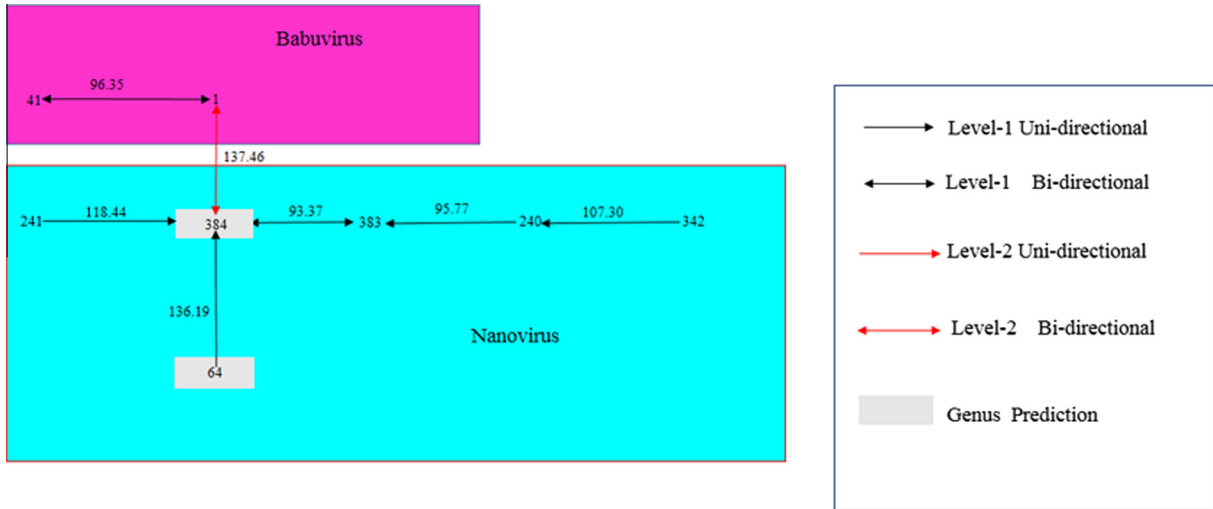 Babuvirus
96.35
41
1
137.46
241
118.44
384
93.37
383
95.77
240
107.30
342
136.19
Nanovirus
64
Level-1 Uni-directional
Level-1 Bi-directional
Level-2 Uni-directional
Level-2 Bi-directional
Genus Prediction